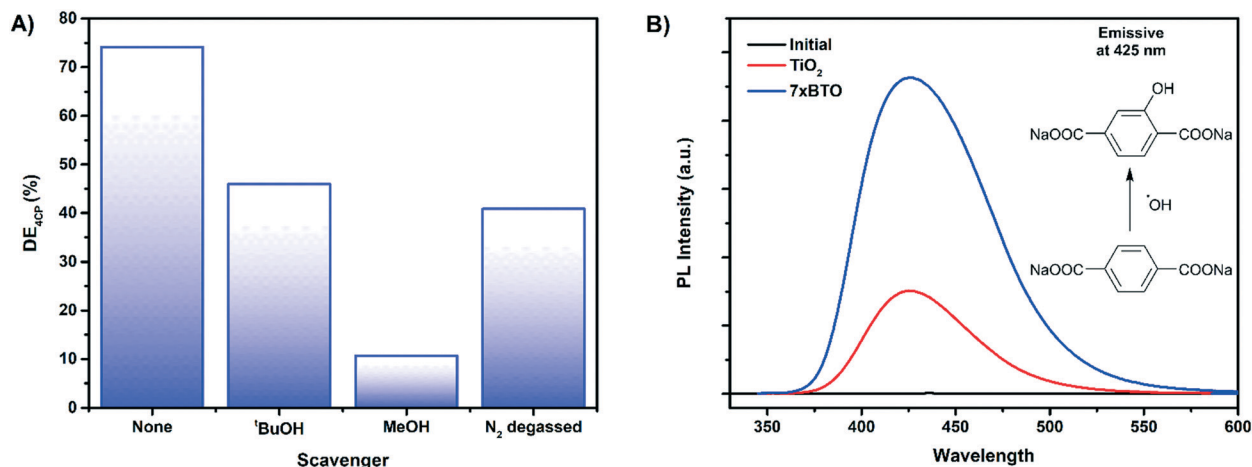 A)
80
70
60
50
40
30
20
10
0
DE4CP (%)
None
tBuOH
MeOH
N2 degassed
Scavenger
B)
Initial
TiO2
7xBTO
Emissive
at 425 nm
OH
NaOOC
COONa
•OH
NaOOC
COONa
PL Intensity (a.u.)
350
400
450
500
550
600
Wavelength